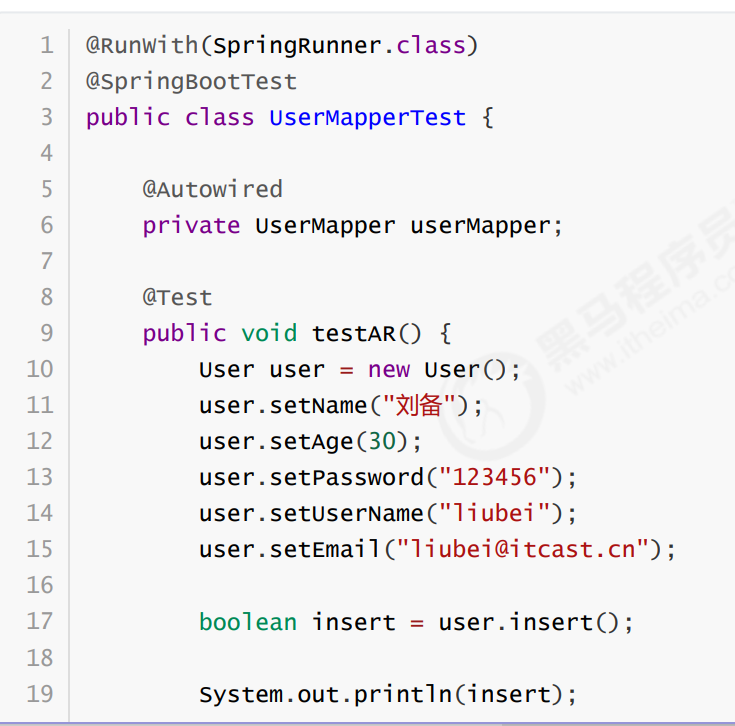 1 @RunWith(SpringRunner.class)
2 @SpringBootTest
3 public class UserMapperTest {
4
5 @Autowired
6 private UserMapper userMapper;
7
8 @Test
9 public void testAR() {
10 User user = new User();
11 user.setName("刘备");
12 user.setAge(30);
13 user.setPassword("123456");
14 user.setUserName("liubei");
15 user.setEmail("liubei@itcast.cn");
16
17 boolean insert = user.insert();
18
19 System.out.println(insert);
黑马程序员
www.itheima.co